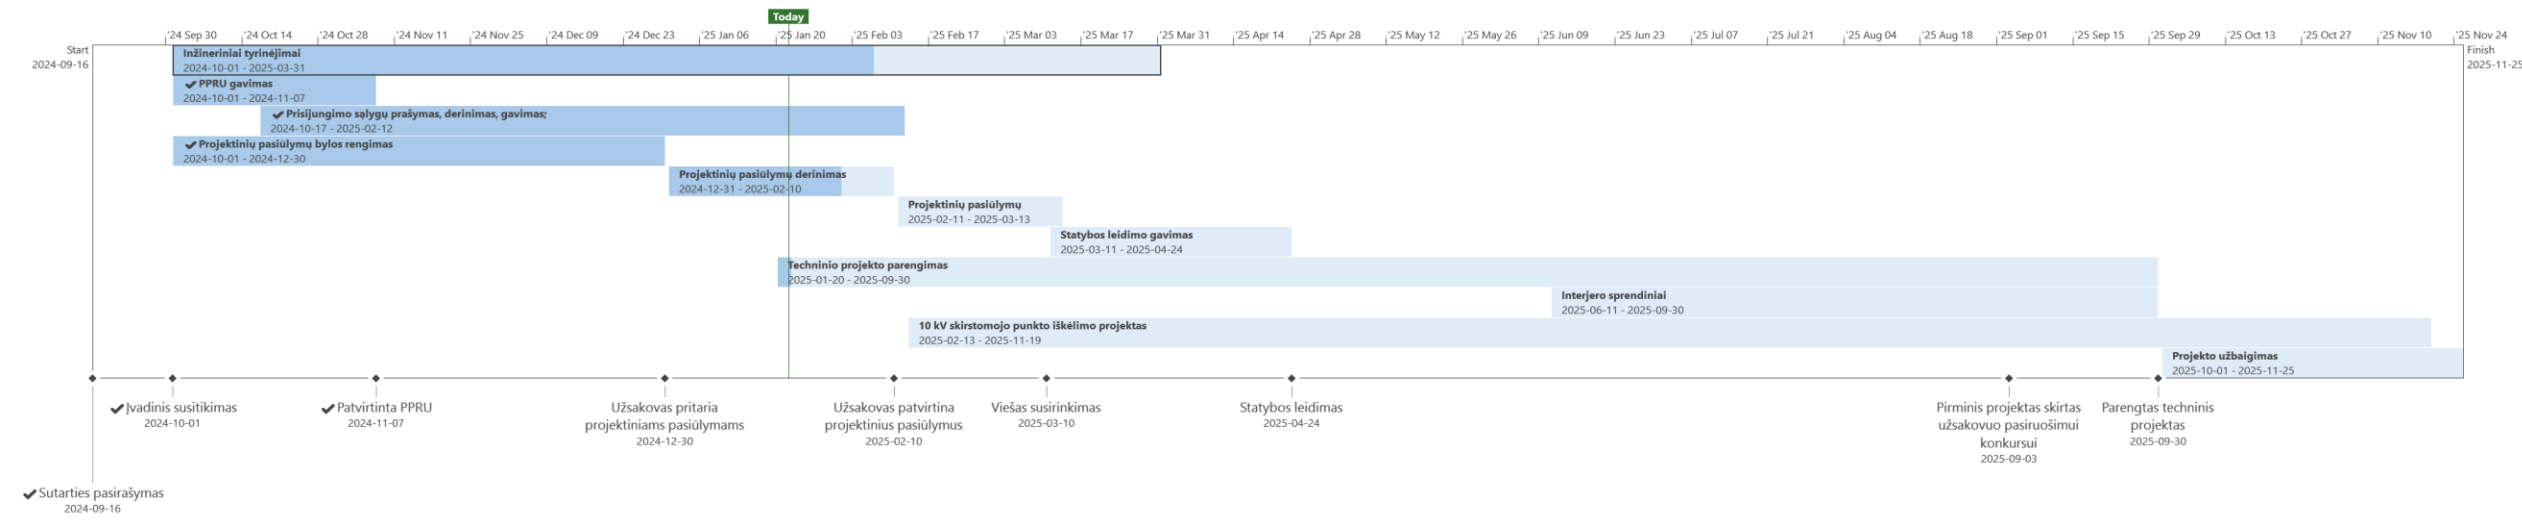 Today
'24 Sep 30 '24 Oct 14 '24 Oct 28 '24 Nov 11 '24 Nov 25 '24 Dec 09 '24 Dec 23 '25 Jan 06 '25 Jan 20 '25 Feb 03 '25 Feb 17 '25 Mar 03 '25 Mar 17 '25 Mar 31 '25 Apr 14 '25 Apr 28 '25 May 12 '25 May 26 '25 Jun 09 '25 Jun 23 '25 Jul 07 '25 Jul 21 '25 Aug 04 '25 Aug 18 '25 Sep 01 '25 Sep 15 '25 Sep 29 '25 Oct 13 '25 Oct 27 '25 Nov 10 '25 Nov 24
Start
2024-09-16
Finish
2025-11-25
Inžineriniai tyrinėjimai
2024-10-01 - 2025-03-31
PPRU gavimas
2024-10-01 - 2024-11-07
Prisijungimo sąlygų prašymas, derinimas, gavimas;
2024-10-17 - 2025-02-12
Projektinių pasiūlymų bylos rengimas
2024-10-01 - 2024-12-30
Projektinių pasiūlymų derinimas
2024-12-31 - 2025-02-10
Projektinių pasiūlymų
2025-02-11 - 2025-03-13
Statybos leidimo gavimas
2025-03-11 - 2025-04-24
Techninio projekto parengimas
2025-01-20 - 2025-09-30
Interjero sprendiniai
2025-06-11 - 2025-09-30
10 kV skirstomojo punkto iškėlimo projektas
2025-02-13 - 2025-11-19
Projekto užbaigimas
2025-10-01 - 2025-11-25
Įvadinis susitikimas
2024-10-01
Patvirtinta PPRU
2024-11-07
Užsakovas pritaria
projektiniams pasiūlymams
2024-12-30
Užsakovas patvirtina
projektinius pasiūlymus
2025-02-10
Viešas susirinkimas
2025-03-10
Statybos leidimas
2025-04-24
Pirminis projektas skirtas
užsakovuo pasiruošimui
konkursui
2025-09-03
Parengtas techninis
projektas
2025-09-30
Sutarties pasirašymas
2024-09-16